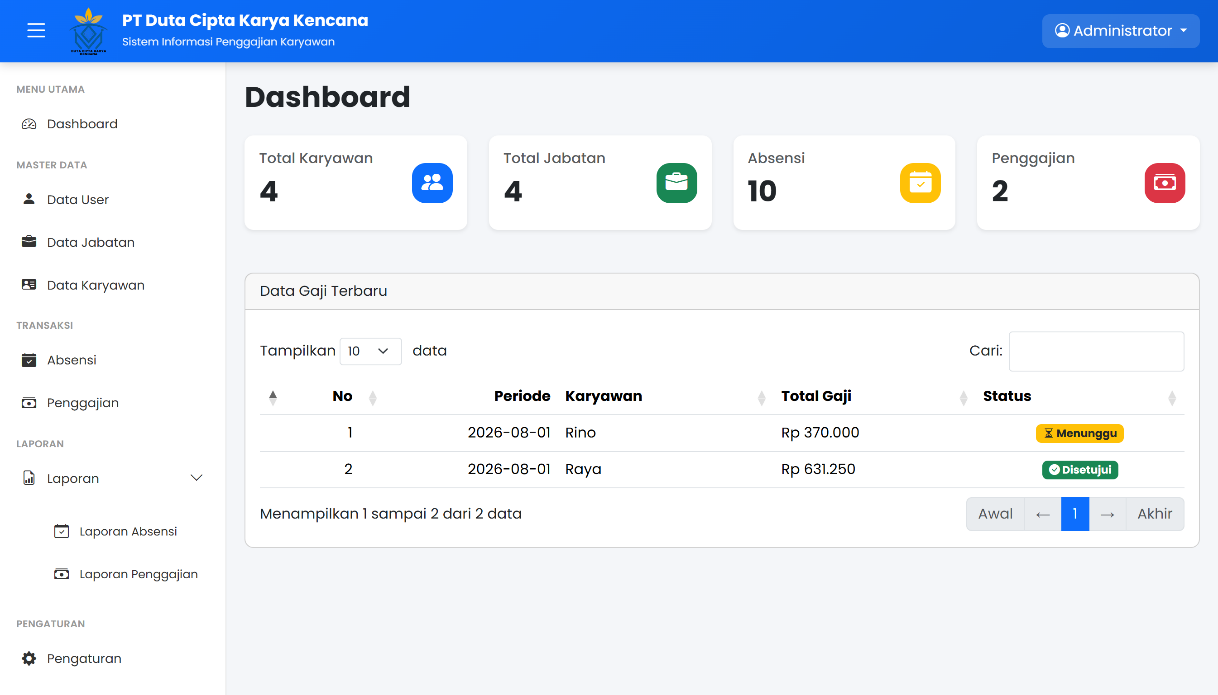 PT Duta Cipta Karya Kencana
Sistem Informasi Penggajian Karyawan
Administrator
MENU UTAMA
Dashboard
MASTER DATA
Data User
Data Jabatan
Data Karyawan
TRANSAKSI
Absensi
Penggajian
LAPORAN
Laporan
Laporan Absensi
Laporan Penggajian
PENGATURAN
Pengaturan
Dashboard
Total Karyawan
4
Total Jabatan
4
Absensi
10
Penggajian
2
Data Gaji Terbaru
Tampilkan 10 data
Cari:
No Periode Karyawan Total Gaji Status
1 2026-08-01 Rino Rp 370.000 Menunggu
2 2026-08-01 Raya Rp 631.250 Disetujui
Menampilkan 1 sampai 2 dari 2 data
Awal ← 1 → Akhir